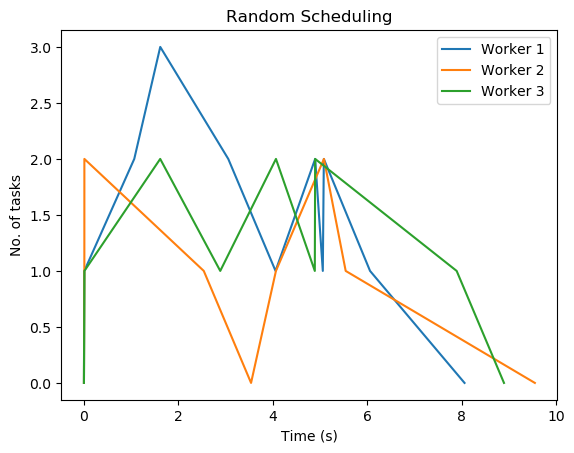 Random Scheduling
Worker 1
Worker 2
Worker 3
No. of tasks
3.0
2.5
2.0
1.5
1.0
0.5
0.0
0 2 4 6 8 10
Time (s)